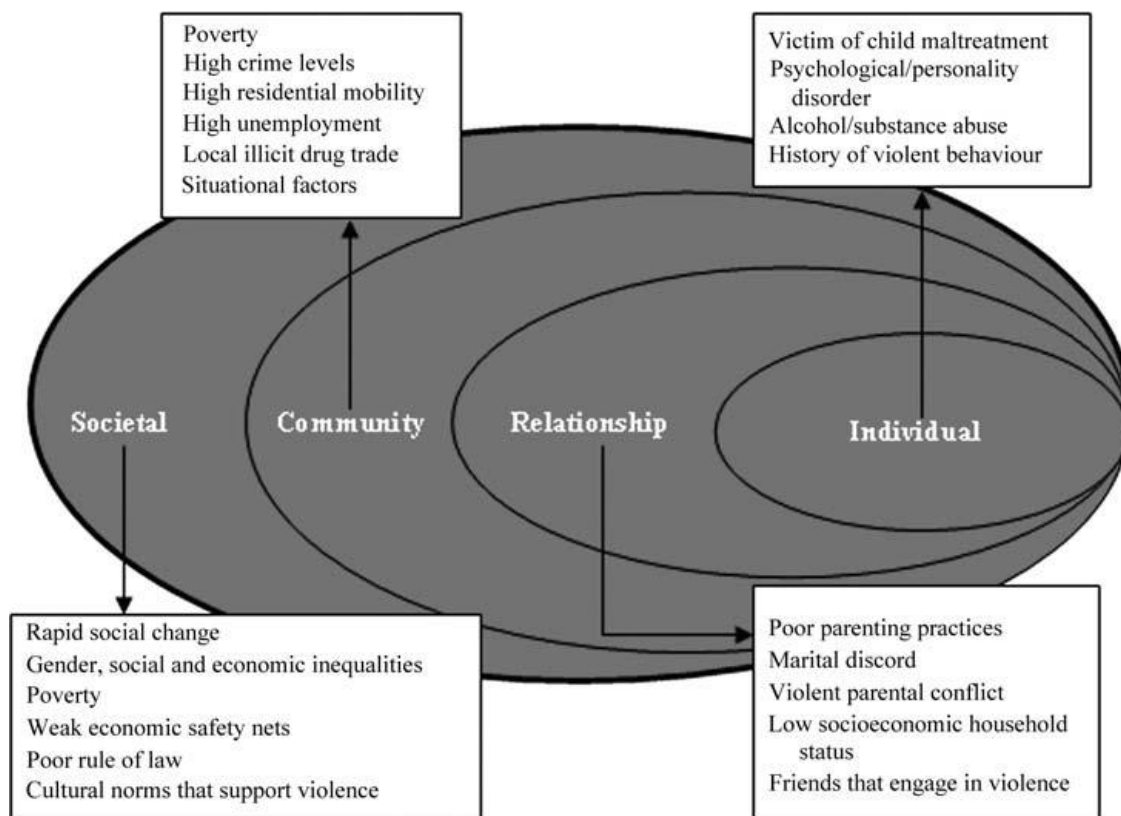 Poverty
High crime levels
High residential mobility
High unemployment
Local illicit drug trade
Situational factors
Victim of child maltreatment
Psychological/personality
disorder
Alcohol/substance abuse
History of violent behaviour
Societal
Community
Relationship
Individual
Rapid social change
Gender, social and economic inequalities
Poverty
Weak economic safety nets
Poor rule of law
Cultural norms that support violence
Poor parenting practices
Marital discord
Violent parental conflict
Low socioeconomic household
status
Friends that engage in violence